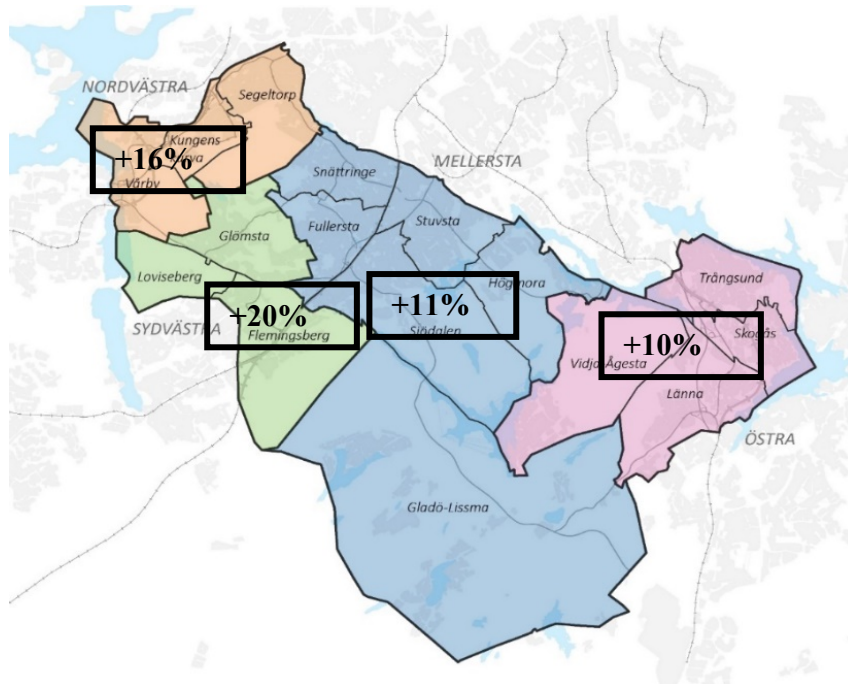 NORDVÄSTRA
Segeltorp
Kungens
kurva
+16%
Vårby
MELLERSTA
Snättringe
Glömsta
Fullersta
Stuvsta
Loviseberg
Högmora
Trångsund
SYDVÄSTRA
+20%
Flemingsberg
+11%
Sjödalen
+10%
Skogås
Vidja Ågesta
Länna
ÖSTRA
Gladö-Lissma